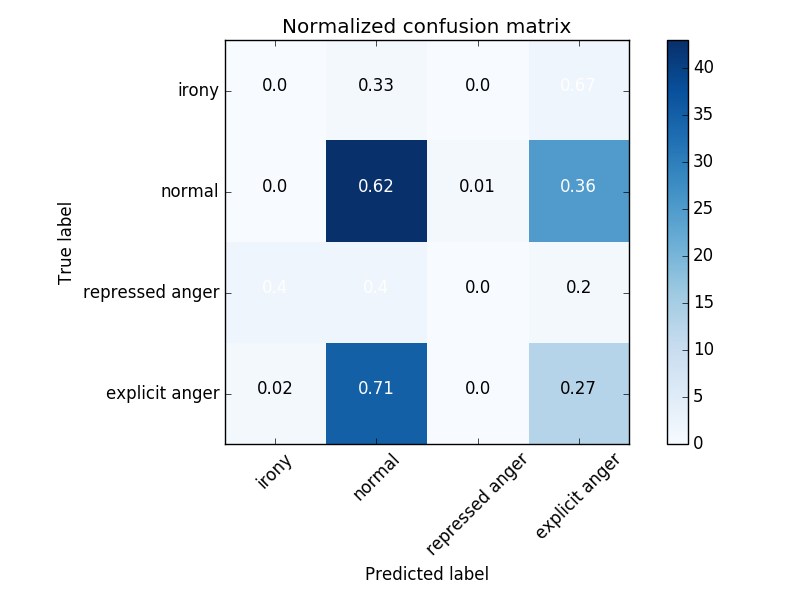 Normalized confusion matrix
irony 0.0 0.33 0.0 0.67
normal 0.0 0.62 0.01 0.36
repressed anger 0.4 0.4 0.0 0.2
explicit anger 0.02 0.71 0.0 0.27
irony normal repressed anger explicit anger
True label
Predicted label
40
35
30
25
20
15
10
5
0